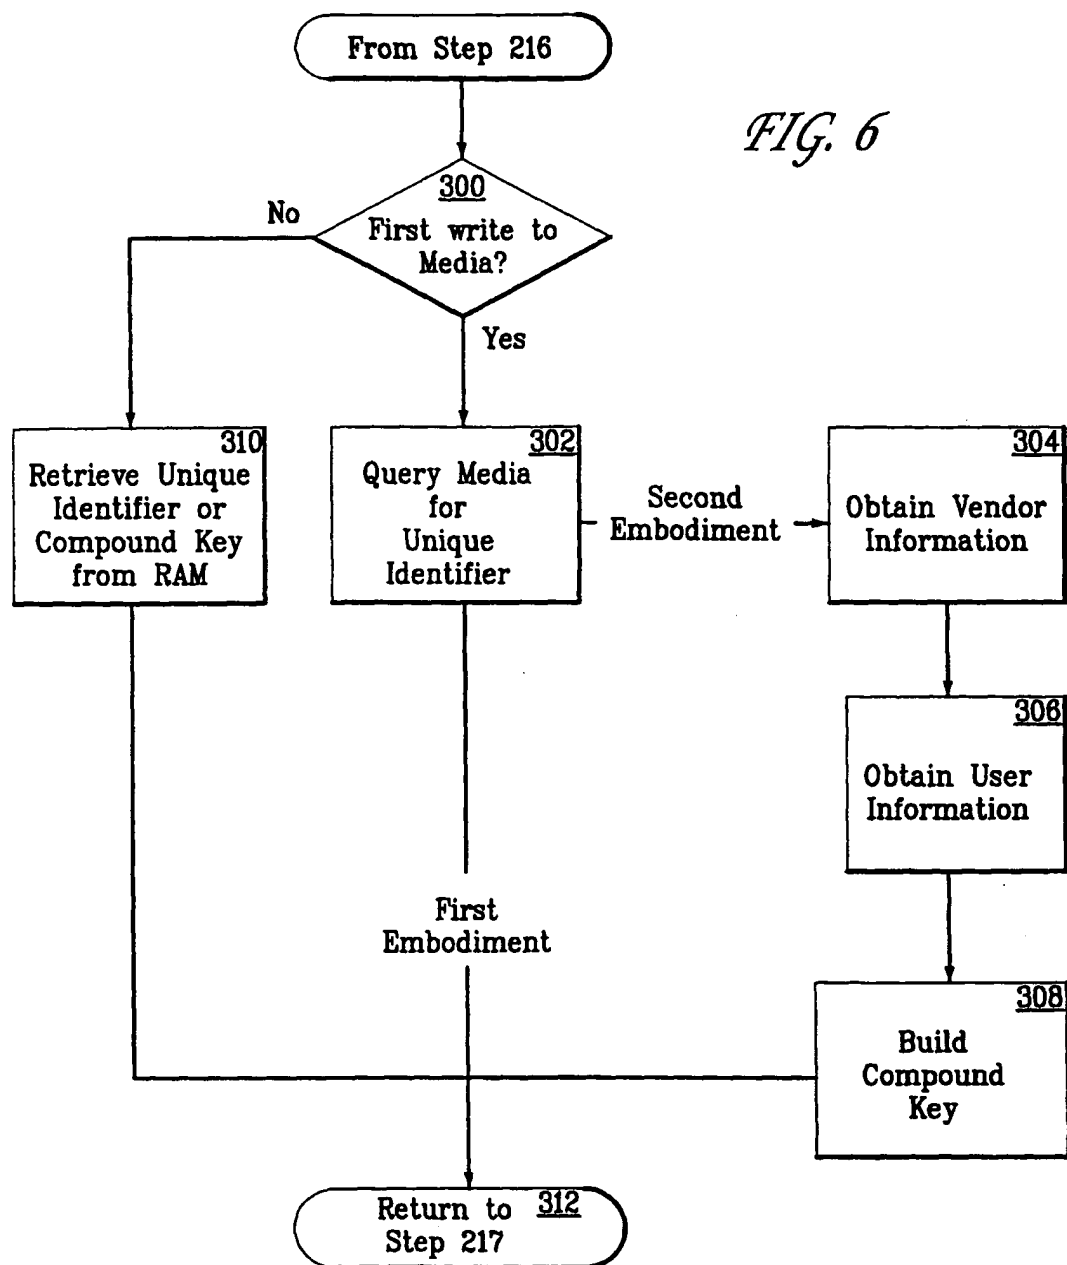 From Step 216
FIG. 6
300
First write to
Media?
No
Yes
310
Retrieve Unique
Identifier or
Compound Key
from RAM
302
Query Media
for
Unique
Identifier
Second
Embodiment
304
Obtain Vendor
Information
306
Obtain User
Information
First
Embodiment
308
Build
Compound
Key
Return to 312
Step 217